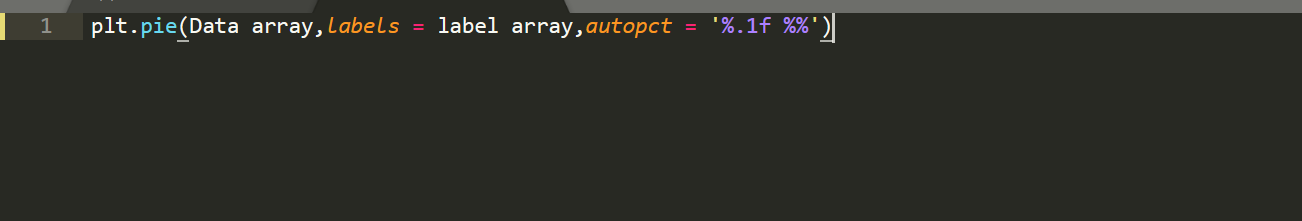 1 plt.pie(Data array,labels = label array,autopct = '%.1f %%')